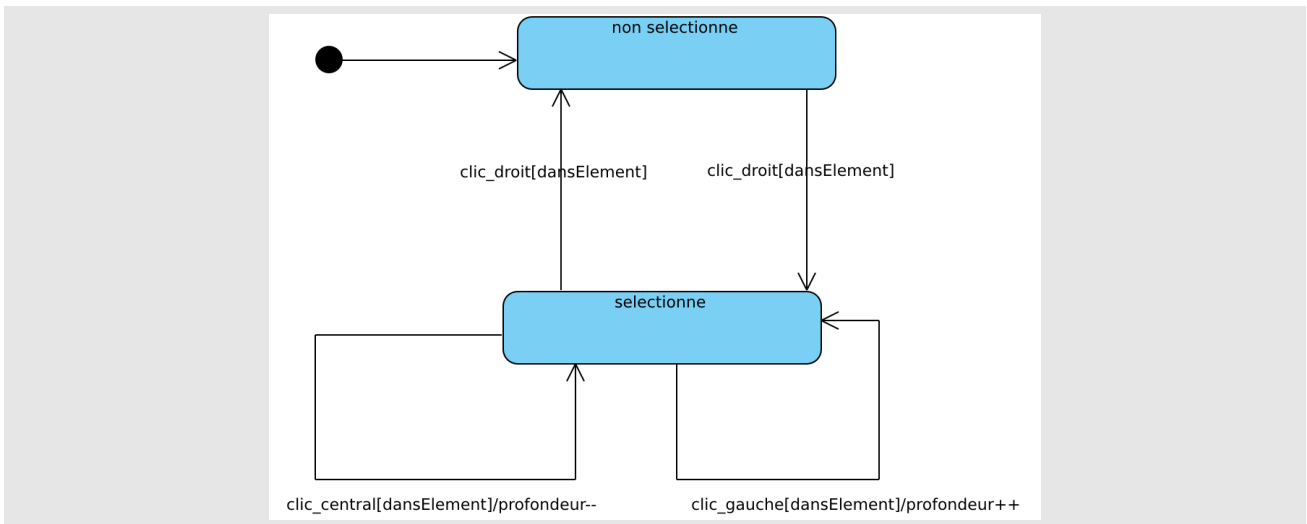 non selectionne
clic_droit[dansElement]
clic_droit[dansElement]
selectionne
clic_central[dansElement]/profondeur--
clic_gauche[dansElement]/profondeur++